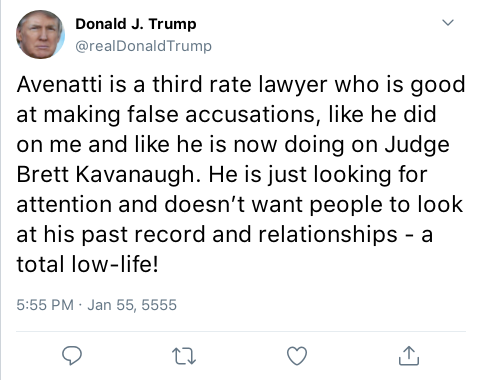 Donald J. Trump
@realDonaldTrump
Avenatti is a third rate lawyer who is good
at making false accusations, like he did
on me and like he is now doing on Judge
Brett Kavanaugh. He is just looking for
attention and doesn’t want people to look
at his past record and relationships - a
total low-life!
5:55 PM · Jan 55, 5555